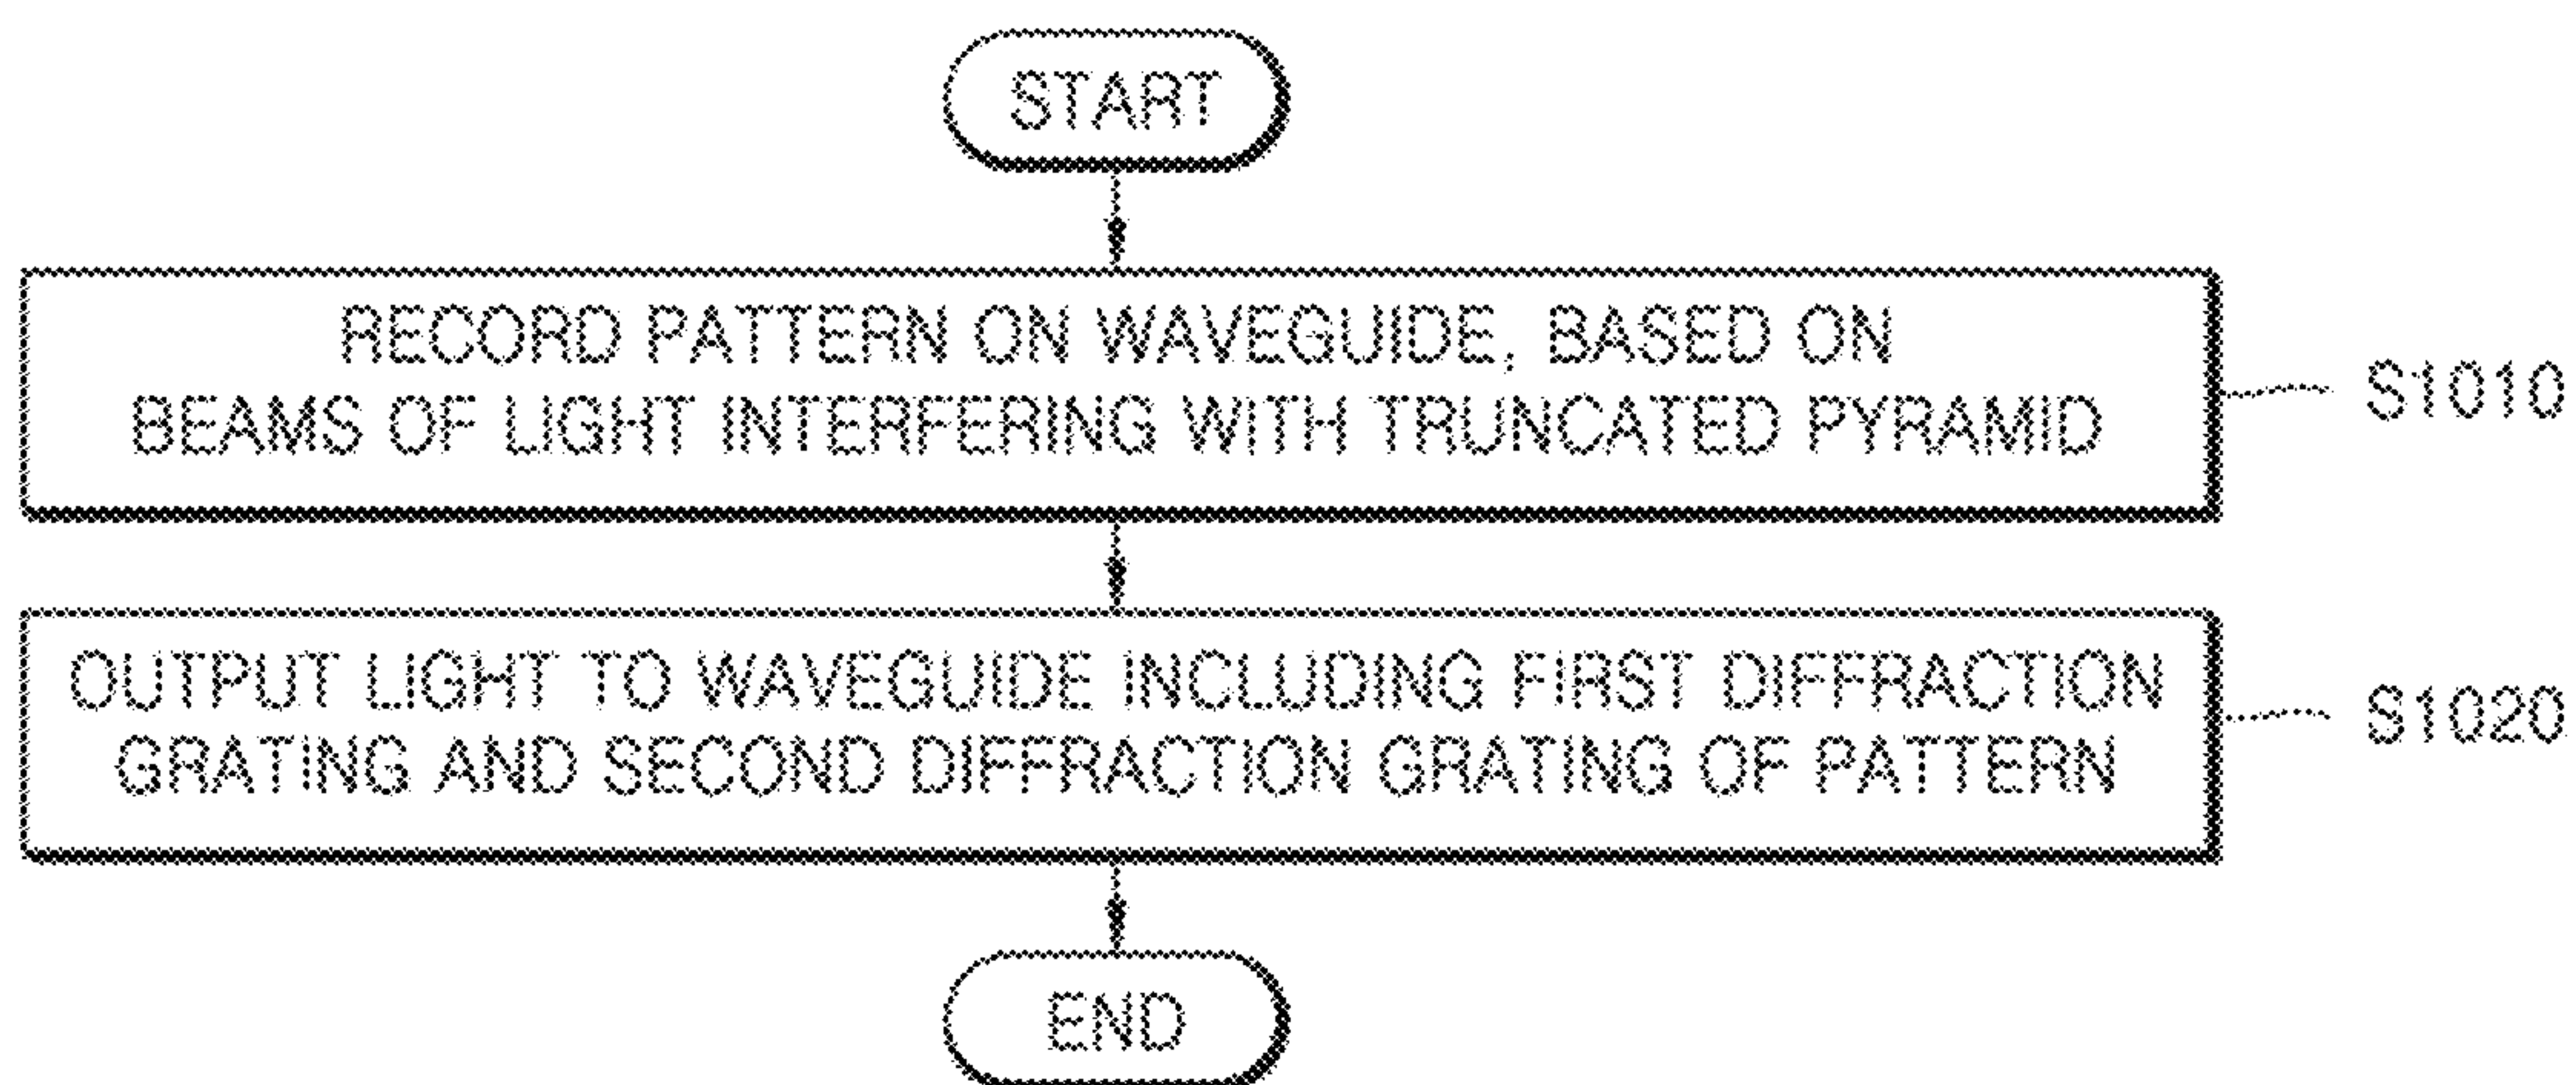 START
RECORD PATTERN ON WAVEGUIDE, BASED ON
BEAMS OF LIGHT INTERFERING WITH TRUNCATED PYRAMID
S1010
OUTPUT LIGHT TO WAVEGUIDE INCLUDING FIRST DIFFRACTION
GRATING AND SECOND DIFFRACTION GRATING OF PATTERN
S1020
END